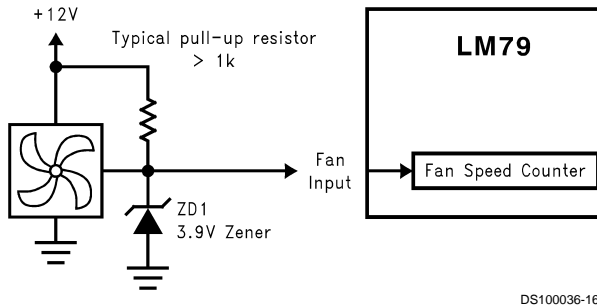 +12V
Typical pull-up resistor
> 1k
LM79
Fan
Input
Fan Speed Counter
ZD1
3.9V Zener
DS100036-16